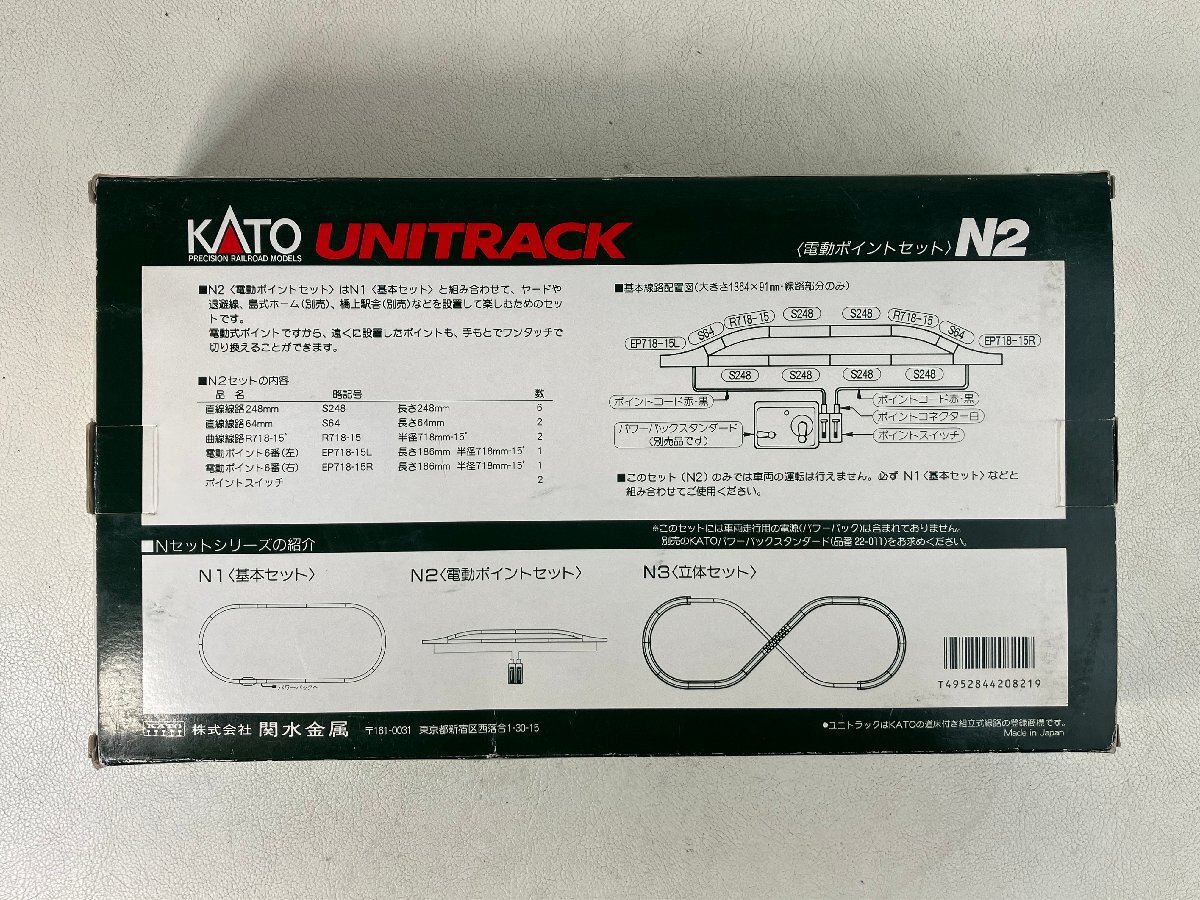 KATO UNITRACK
PRECISION RAILROAD MODELS
〈電動ポイントセット〉N2
■N2〈電動ポイントセット〉はN1〈基本セット〉と組み合わせて、ヤードや
退避線、島式ホーム(別売)、橋上駅舎(別売)などを設置して楽しむためのセッ
トです。
電動式ポイントですから、遠くに設置したポイントも、手もとでワンタッチで
切り換えることができます。
■N2セットの内容
品 名 略記号 数
直線線路248mm S248 長さ248mm 6
直線線路64mm S64 長さ64mm 2
曲線線路R718-15° R718-15 半径718mm-15° 2
電動ポイント6番(左) EP718-15L 長さ186mm 半径718mm-15° 1
電動ポイント6番(右) EP718-15R 長さ186mm 半径718mm-15° 1
ポイントスイッチ 2
■基本線路配置図(大きさ1364×91mm・線路部分のみ)
EP718-15L S64 R718-15 S248 S248 R718-15 S64 EP718-15R
S248 S248 S248 S248
ポイントコード赤・黒 ポイントコード赤・黒
ポイントコネクター白
パワーパックスタンダード
(別売品です)
ポイントスイッチ
■このセット(N2)のみでは車両の運転は行えません。必ず N1〈基本セット〉などと
組み合わせてご使用ください。
※このセットには車両走行用の電源(パワーパック)は含まれておりません。
別売のKATOパワーパックスタンダード(品番22-011)をお求めください。
■Nセットシリーズの紹介
N1〈基本セット〉 N2〈電動ポイントセット〉 N3〈立体セット〉
パワーパックへ
T4952844208219
株式会社 関水金属 〒161-0031 東京都新宿区西落合1-30-15
●ユニトラックはKATOの道床付き組立式線路の登録商標です。
Made in Japan